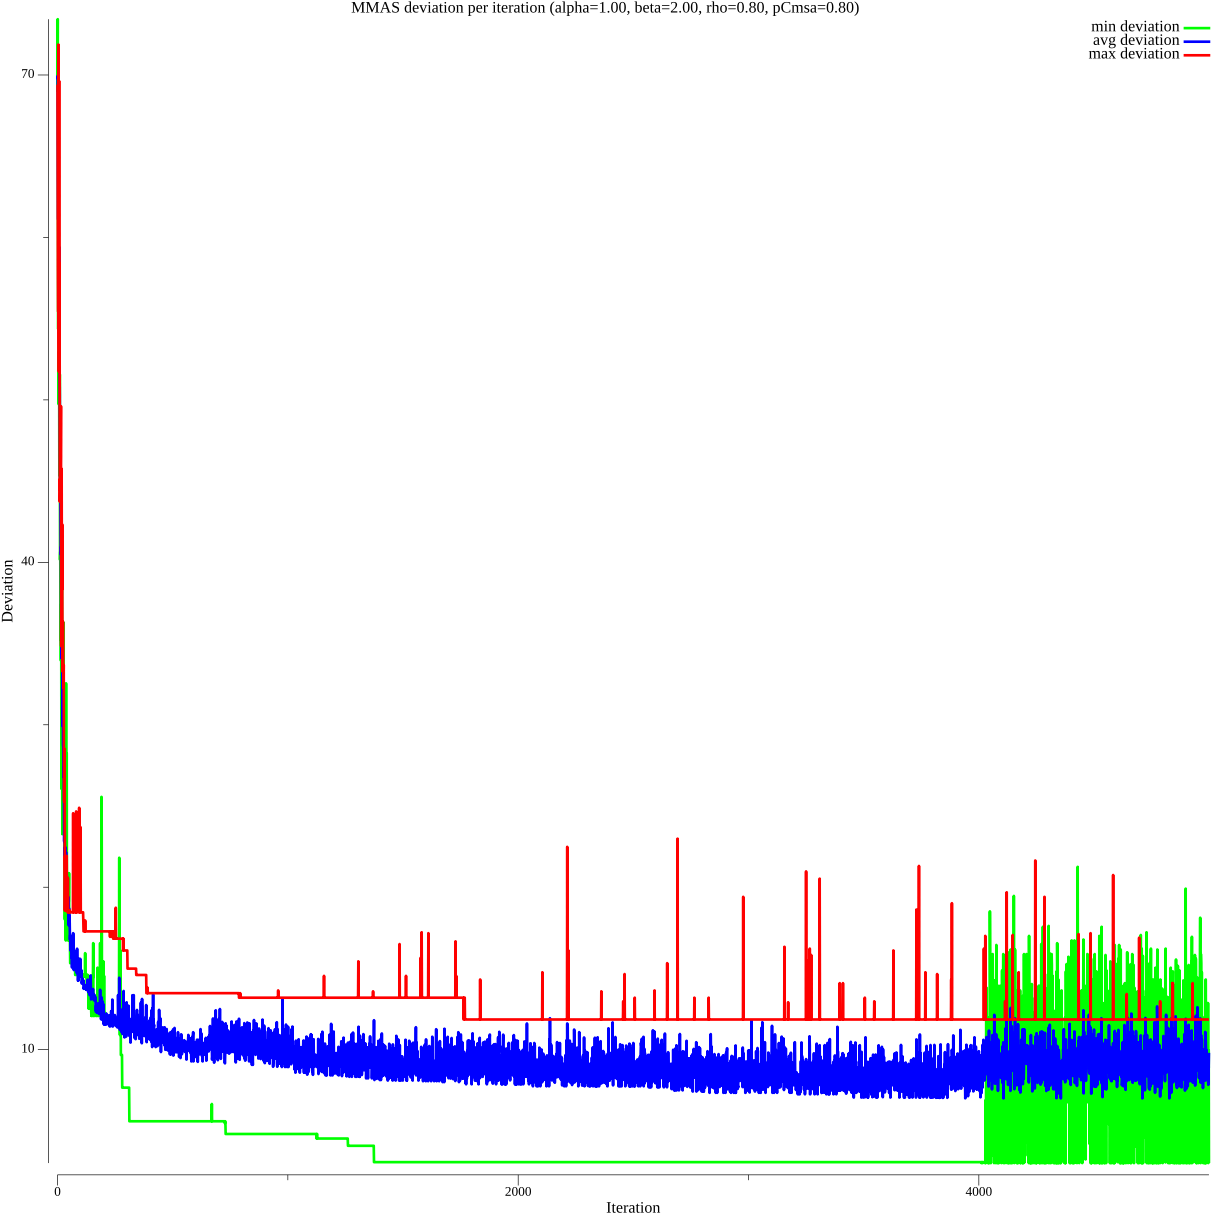 MMAS deviation per iteration (alpha=1.00, beta=2.00, rho=0.80, pCmsa=0.80)
min deviation
avg deviation
max deviation
70
40
10
Deviation
0
2000
4000
Iteration